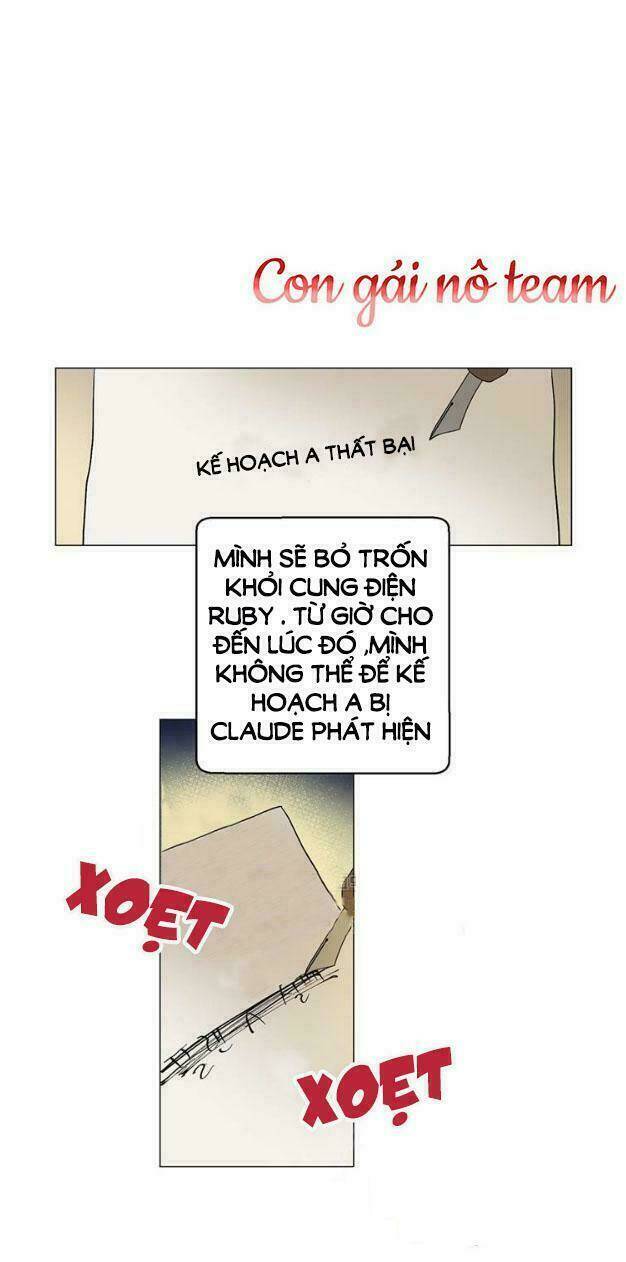 Con gái nô team
KẾ HOẠCH A THẤT BẠI
MÌNH SẼ BỎ TRỐN
KHỎI CUNG ĐIỆN
RUBY . TỪ GIỜ CHO
ĐẾN LÚC ĐÓ ,MÌNH
KHÔNG THỂ ĐỂ KẾ
HOẠCH A BỊ
CLAUDE PHÁT HIỆN
XOẸT
XOẸT